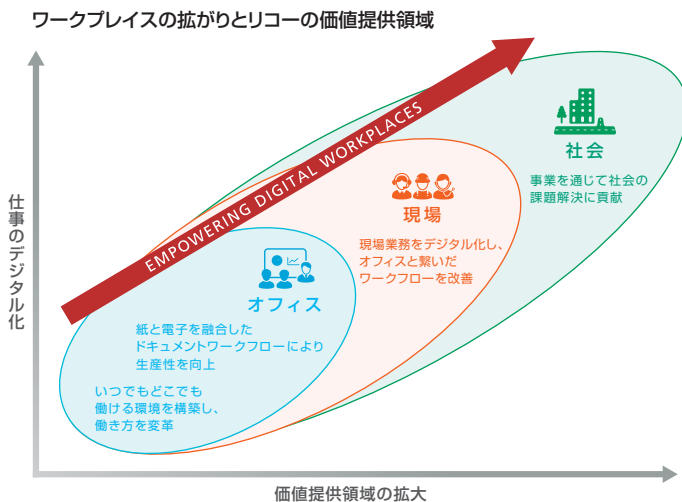 ワークプレイスの拡がりとリコーの価値提供領域
EMPOWERING DIGITAL WORKPLACES
社会
事業を通じて社会の
課題解決に貢献
現場
現場業務をデジタル化し、
オフィスと繋いだ
ワークフローを改善
オフィス
紙と電子を融合した
ドキュメントワークフローにより
生産性を向上
いつでもどこでも
働ける環境を構築し、
働き方を変革
仕事のデジタル化
価値提供領域の拡大